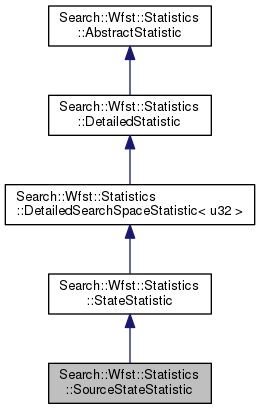 Search::Wfst::Statistics
::AbstractStatistic
Search::Wfst::Statistics
::DetailedStatistic
Search::Wfst::Statistics
::DetailedSearchSpaceStatistic< u32 >
Search::Wfst::Statistics
::StateStatistic
Search::Wfst::Statistics
::SourceStateStatistic